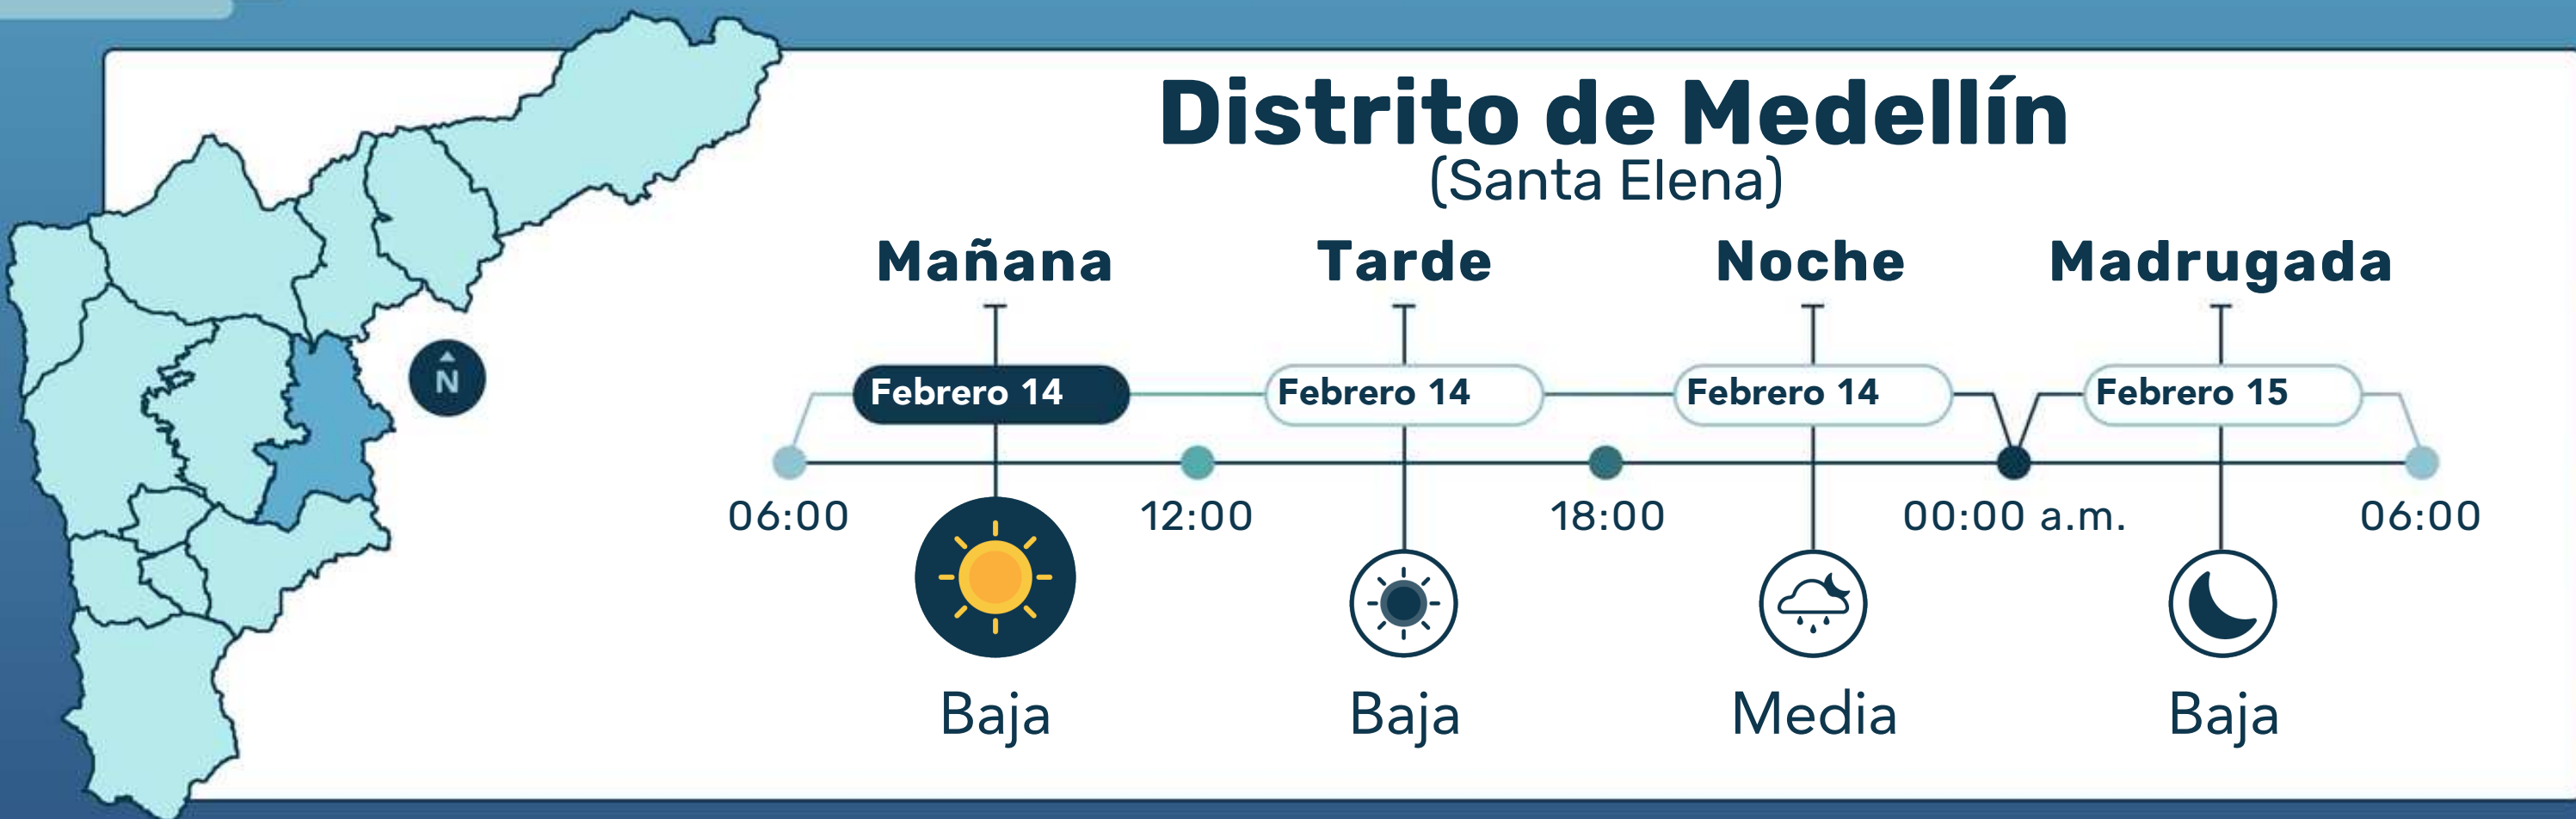 Distrito de Medellín
(Santa Elena)
Mañana Tarde Noche Madrugada
N
Febrero 14 Febrero 14 Febrero 14 Febrero 15
06:00 12:00 18:00 00:00 a.m. 06:00
Baja Baja Media Baja